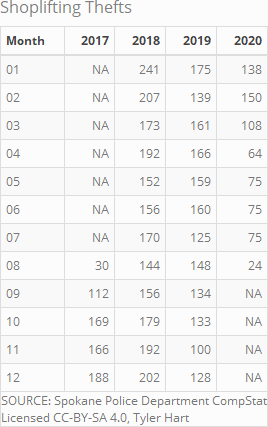 Shoplifting Thefts
Month 2017 2018 2019 2020
01 NA 241 175 138
02 NA 207 139 150
03 NA 173 161 108
04 NA 192 166 64
05 NA 152 159 75
06 NA 156 160 75
07 NA 170 125 75
08 30 144 148 24
09 112 156 134 NA
10 169 179 133 NA
11 166 192 100 NA
12 188 202 128 NA
SOURCE: Spokane Police Department CompStat
Licensed CC-BY-SA 4.0, Tyler Hart